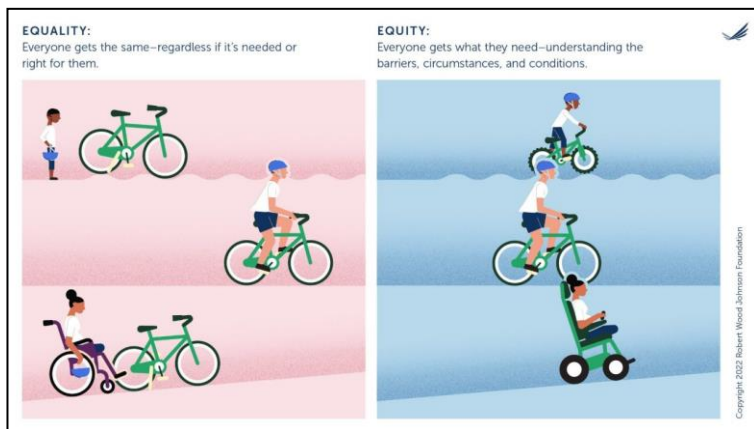 EQUALITY:
Everyone gets the same–regardless if it's needed or
right for them.
EQUITY:
Everyone gets what they need–understanding the
barriers, circumstances, and conditions.
Copyright 2022 Robert Wood Johnson Foundation